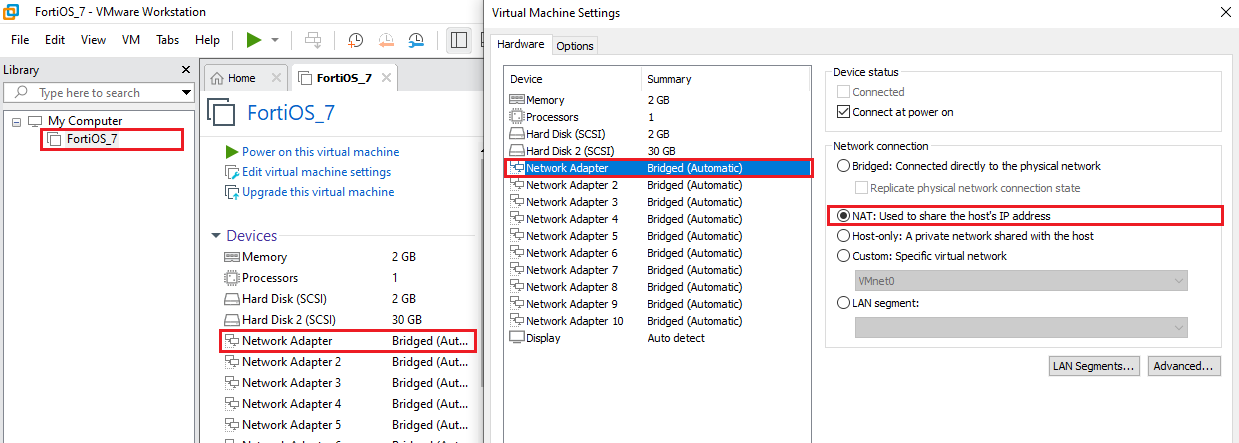 FortiOS_7 - VMware Workstation
File Edit View VM Tabs Help
Library
Type here to search
My Computer
FortiOS_7
Home
FortiOS_7
FortiOS_7
Power on this virtual machine
Edit virtual machine settings
Upgrade this virtual machine
Devices
Memory 2 GB
Processors 1
Hard Disk (SCSI) 2 GB
Hard Disk 2 (SCSI) 30 GB
Network Adapter Bridged (Aut...
Network Adapter 2 Bridged (Aut...
Network Adapter 3 Bridged (Aut...
Network Adapter 4 Bridged (Aut...
Network Adapter 5 Bridged (Aut...
Virtual Machine Settings
Hardware Options
Device Summary
Memory 2 GB
Processors 1
Hard Disk (SCSI) 2 GB
Hard Disk 2 (SCSI) 30 GB
Network Adapter Bridged (Automatic)
Network Adapter 2 Bridged (Automatic)
Network Adapter 3 Bridged (Automatic)
Network Adapter 4 Bridged (Automatic)
Network Adapter 5 Bridged (Automatic)
Network Adapter 6 Bridged (Automatic)
Network Adapter 7 Bridged (Automatic)
Network Adapter 8 Bridged (Automatic)
Network Adapter 9 Bridged (Automatic)
Network Adapter 10 Bridged (Automatic)
Display Auto detect
Device status
Connected
Connect at power on
Network connection
Bridged: Connected directly to the physical network
Replicate physical network connection state
NAT: Used to share the host's IP address
Host-only: A private network shared with the host
Custom: Specific virtual network
VMnet0
LAN segment:
LAN Segments... Advanced...